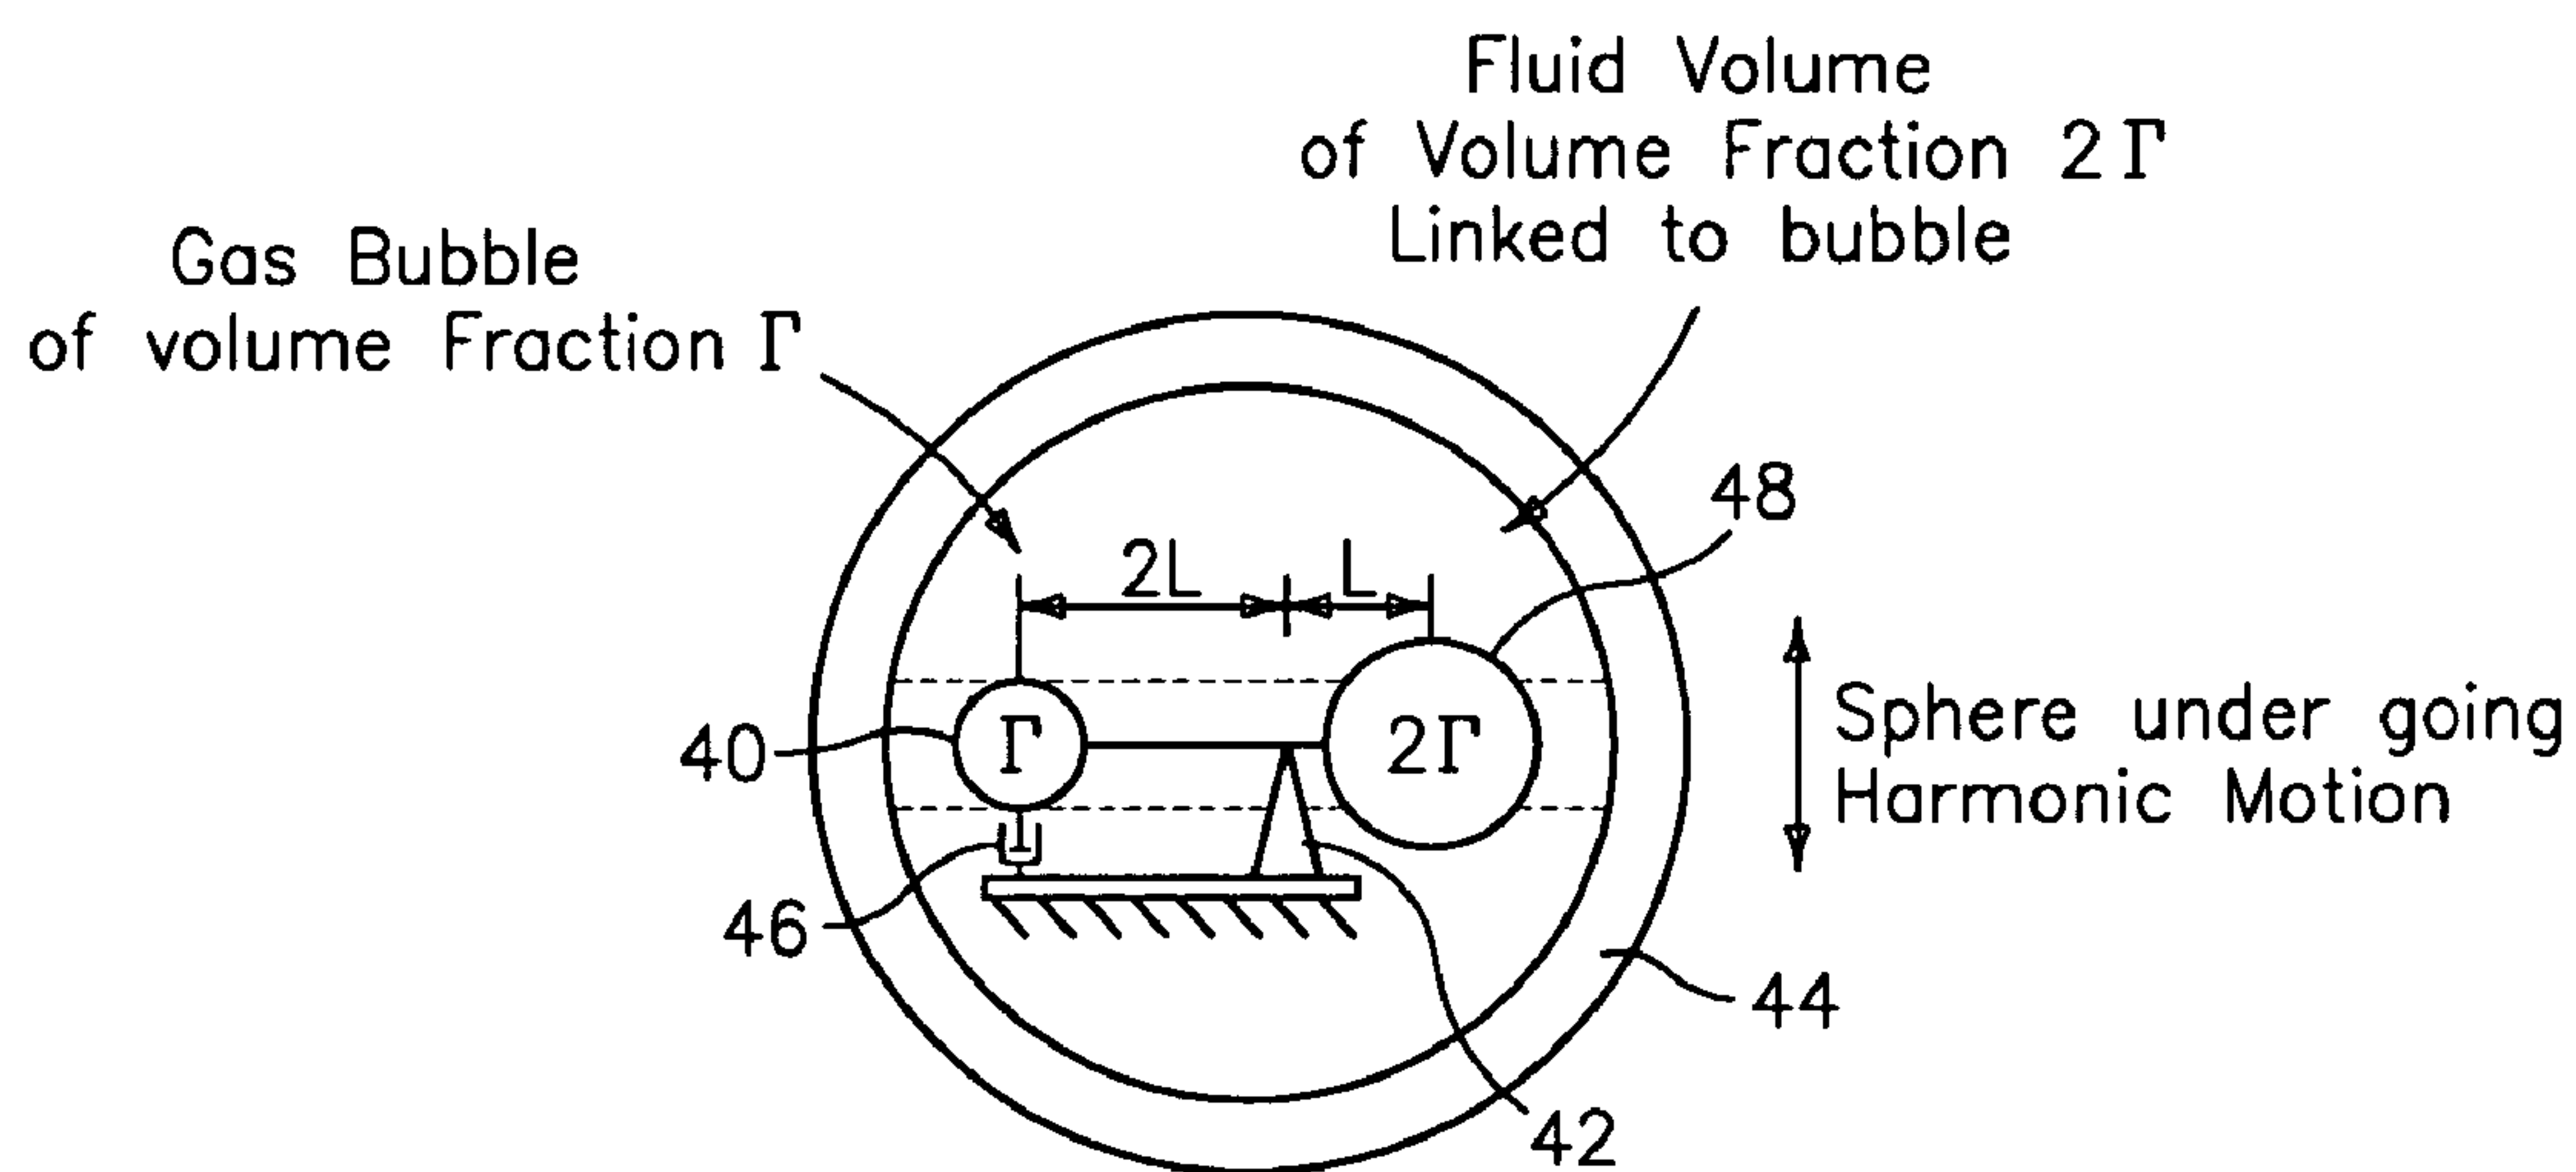 Fluid Volume
of Volume Fraction 2Γ
Linked to bubble
Gas Bubble
of volume Fraction Γ
48
2L
L
40
Γ
2Γ
Sphere under going
Harmonic Motion
46
44
42